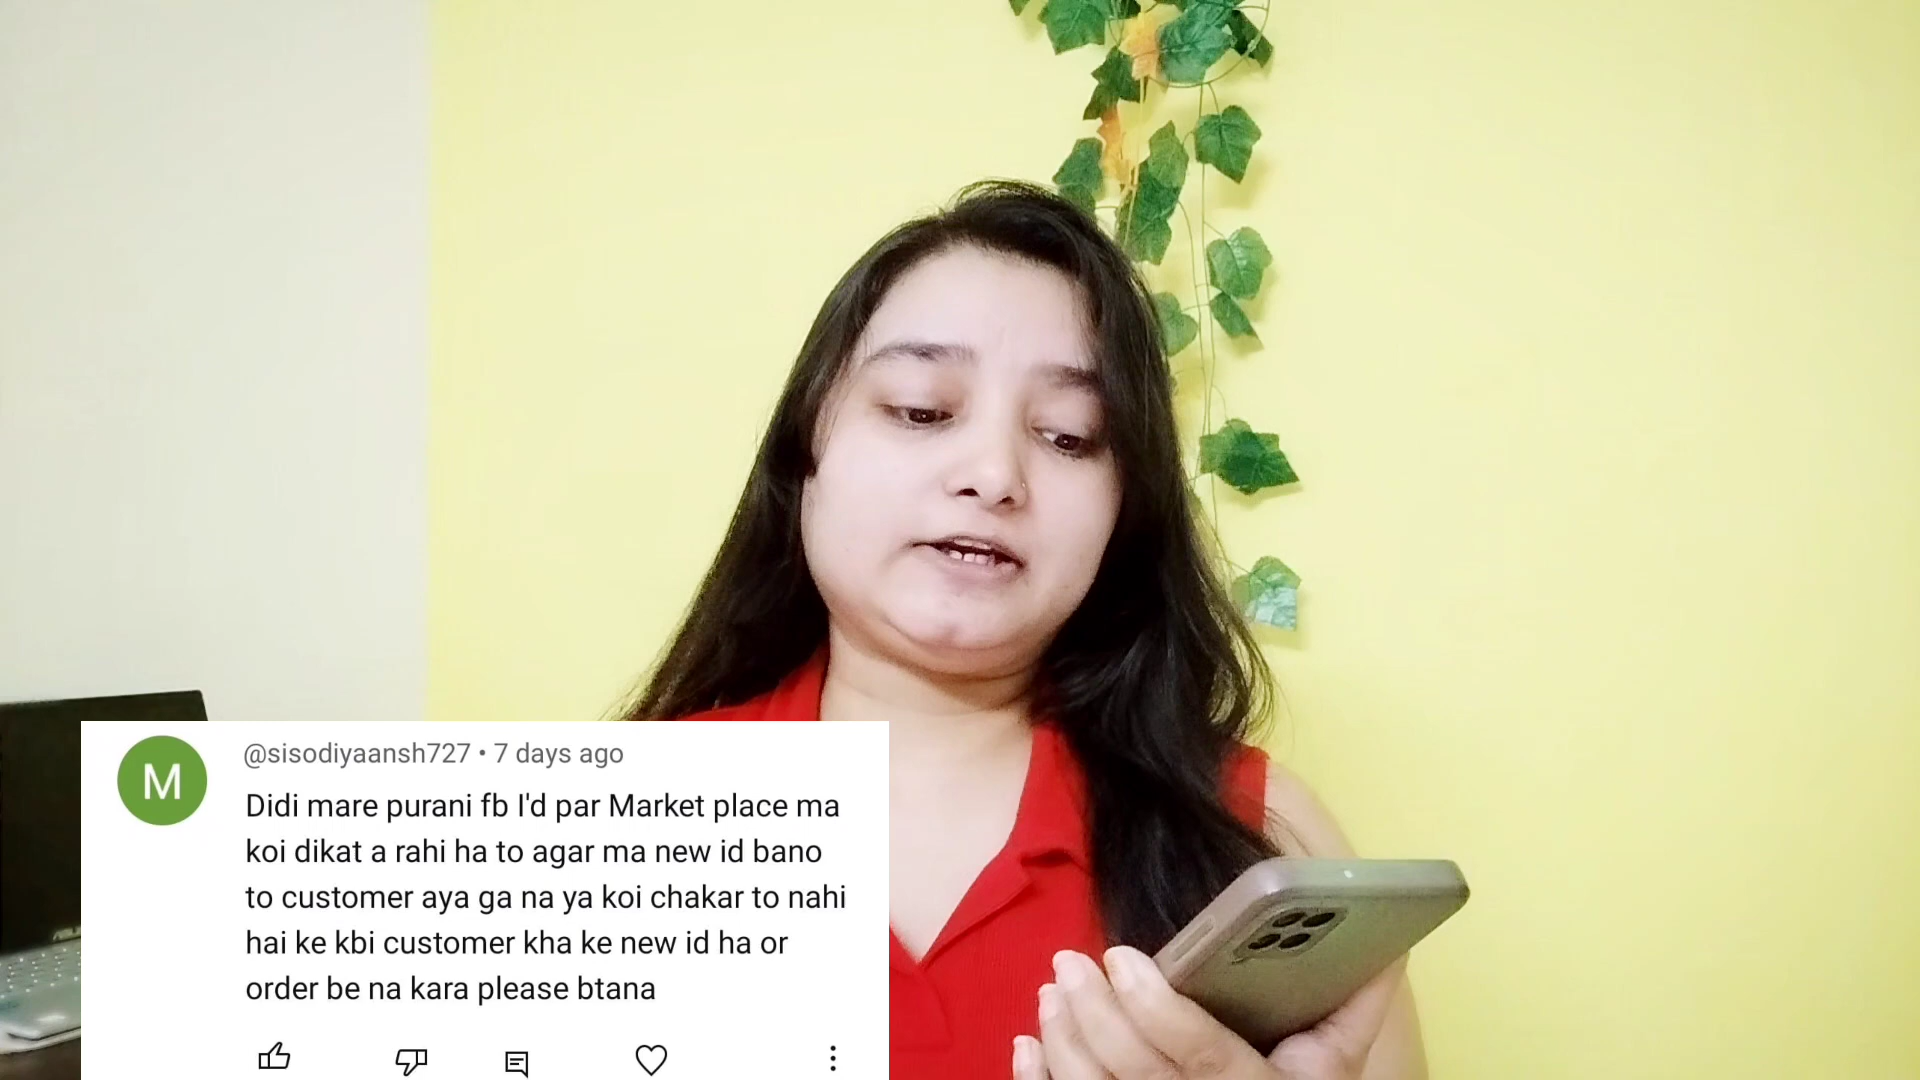 M
@sisodiyaansh727 • 7 days ago
Didi mare purani fb I'd par Market place ma
koi dikat a rahi ha to agar ma new id bano
to customer aya ga na ya koi chakar to nahi
hai ke kbi customer kha ke new id ha or
order be na kara please btana